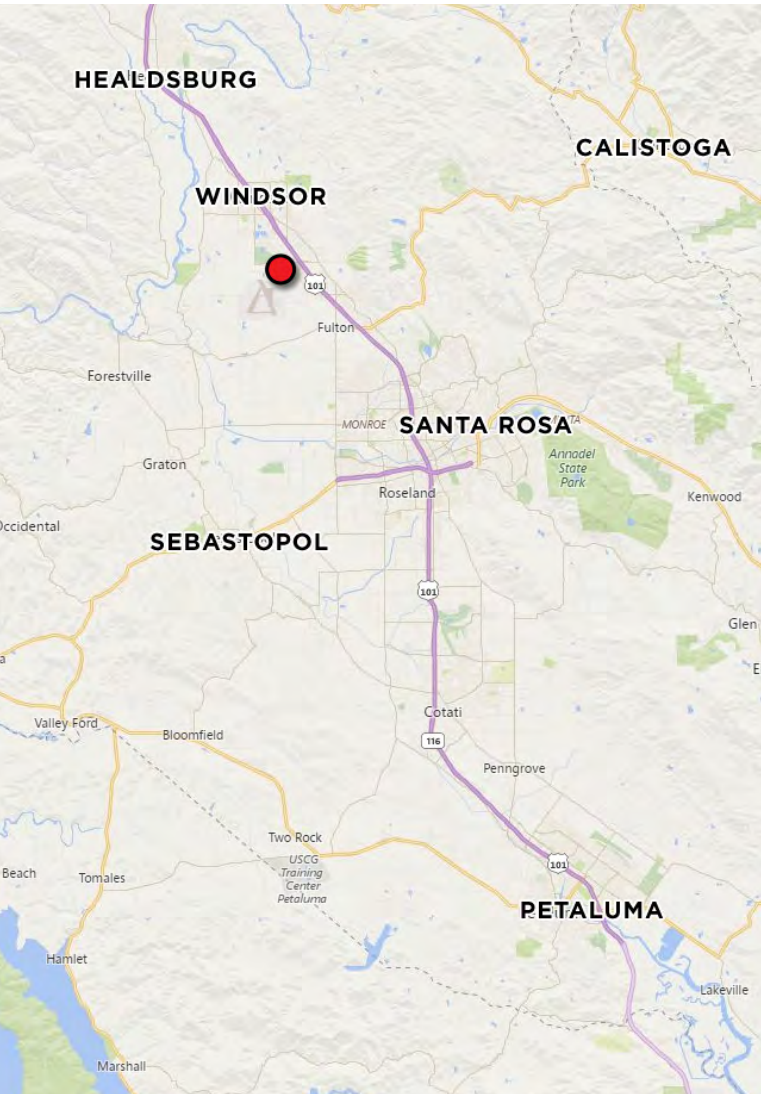 HEALDSBURG
CALISTOGA
WINDSOR
101
Fulton
Forestville
MONROE
SANTA ROSA
Annadel
State
Park
Graton
Roseland
Kenwood
SEBASTOPOL
101
Glen
Valley Ford
Cotati
Bloomfield
116
Penngrove
Two Rock
USCG
Training
Center
Petaluma
101
Beach
Tomales
PETALUMA
Hamlet
Lakeville
Marshall